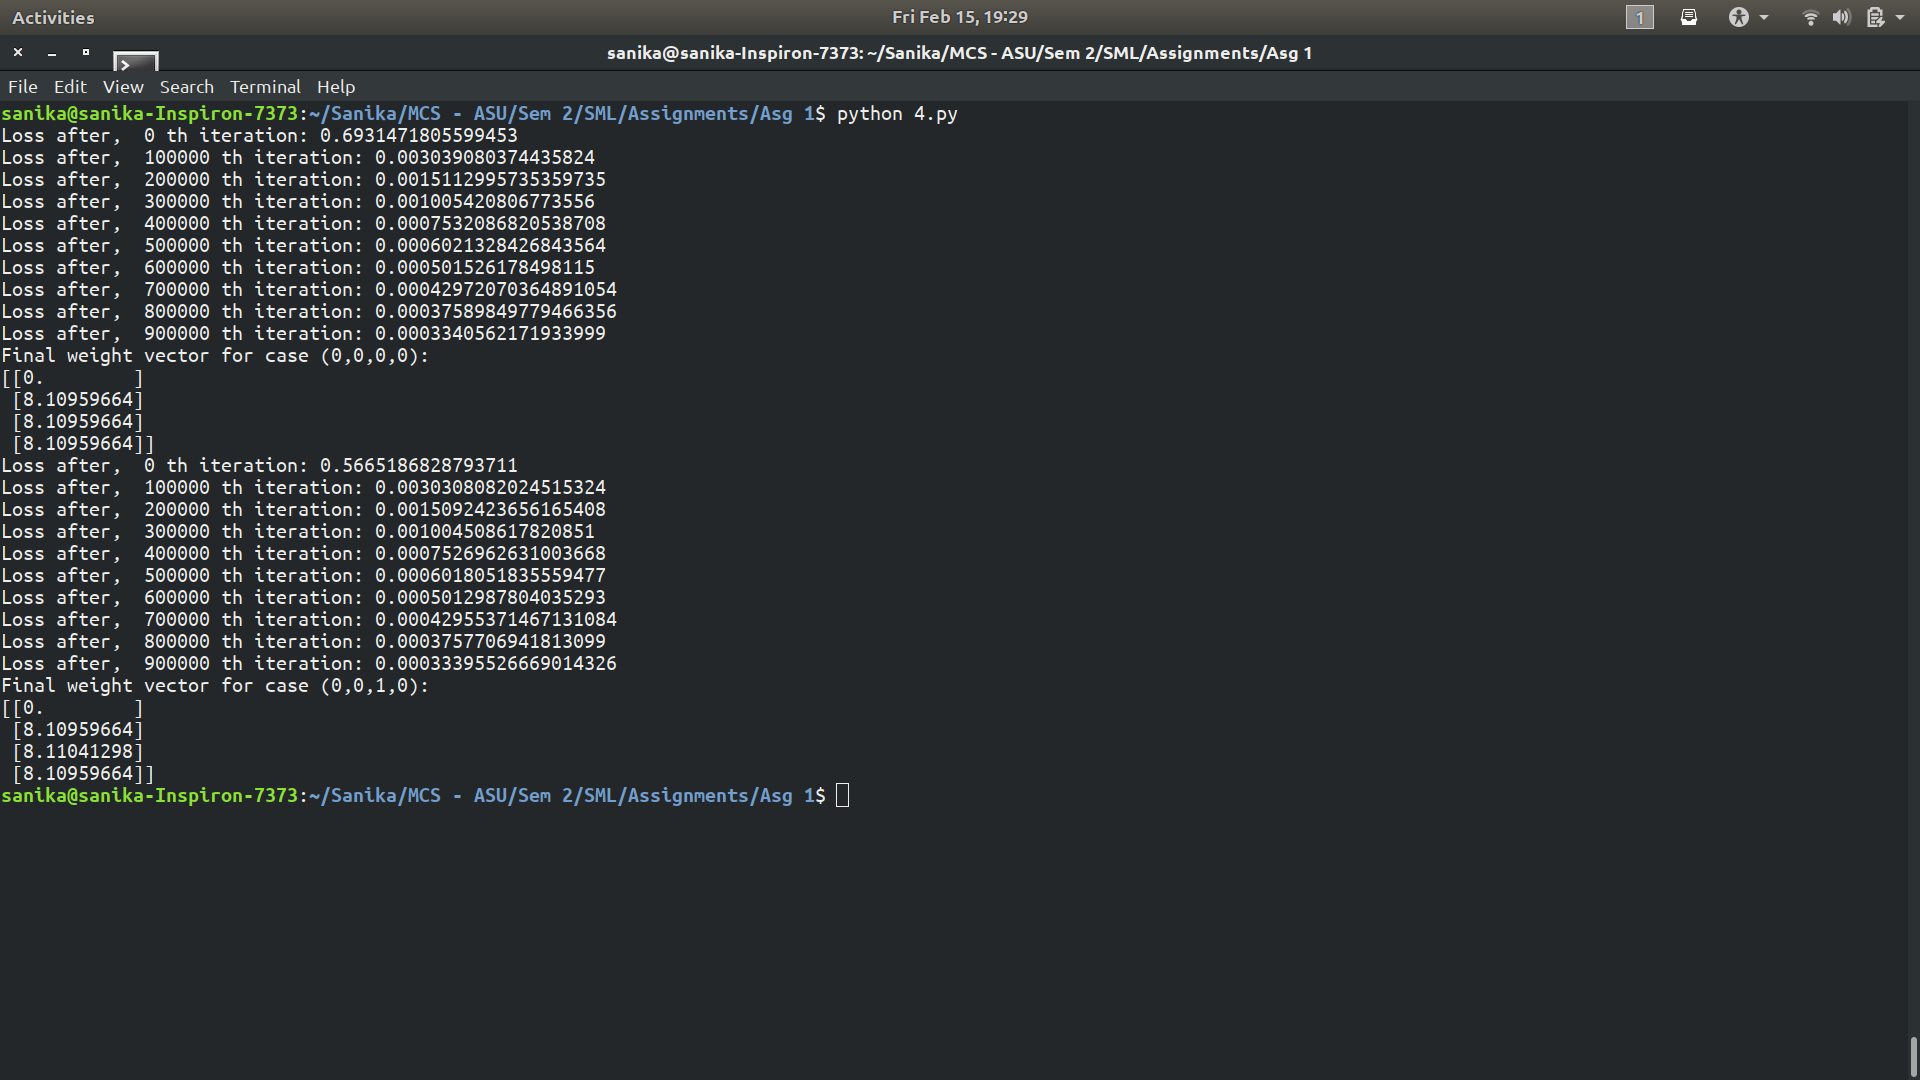 Activities
Fri Feb 15, 19:29
1
sanika@sanika-Inspiron-7373: ~/Sanika/MCS - ASU/Sem 2/SML/Assignments/Asg 1
File Edit View Search Terminal Help
sanika@sanika-Inspiron-7373:~/Sanika/MCS - ASU/Sem 2/SML/Assignments/Asg 1$ python 4.py
Loss after,  0 th iteration: 0.6931471805599453
Loss after,  100000 th iteration: 0.003039080374435824
Loss after,  200000 th iteration: 0.0015112995735359735
Loss after,  300000 th iteration: 0.001005420806773556
Loss after,  400000 th iteration: 0.0007532086820538708
Loss after,  500000 th iteration: 0.0006021328426843564
Loss after,  600000 th iteration: 0.000501526178498115
Loss after,  700000 th iteration: 0.00042972070364891054
Loss after,  800000 th iteration: 0.00037589849779466356
Loss after,  900000 th iteration: 0.0003340562171933999
Final weight vector for case (0,0,0,0):
[[0.        ]
 [8.10959664]
 [8.10959664]
 [8.10959664]]
Loss after,  0 th iteration: 0.5665186828793711
Loss after,  100000 th iteration: 0.0030308082024515324
Loss after,  200000 th iteration: 0.0015092423656165408
Loss after,  300000 th iteration: 0.001004508617820851
Loss after,  400000 th iteration: 0.0007526962631003668
Loss after,  500000 th iteration: 0.0006018051835559477
Loss after,  600000 th iteration: 0.0005012987804035293
Loss after,  700000 th iteration: 0.00042955371467131084
Loss after,  800000 th iteration: 0.0003757706941813099
Loss after,  900000 th iteration: 0.00033395526669014326
Final weight vector for case (0,0,1,0):
[[0.        ]
 [8.10959664]
 [8.11041298]
 [8.10959664]]
sanika@sanika-Inspiron-7373:~/Sanika/MCS - ASU/Sem 2/SML/Assignments/Asg 1$